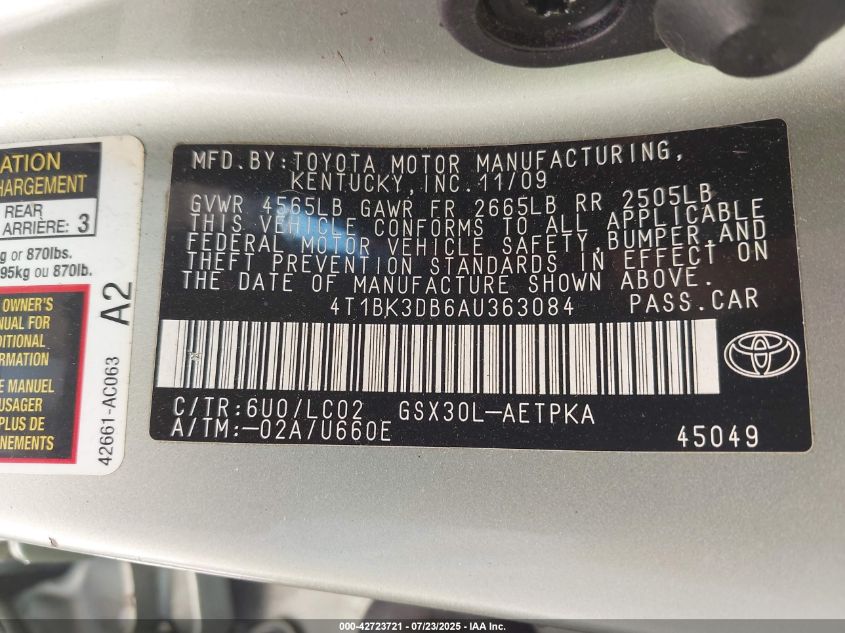 ATION
CHARGEMENT
REAR
ARRIÈRE: 3
g or 870lbs.
95kg ou 870lb.
OWNER'S
NUAL FOR
DITIONAL
ORMATION
E MANUEL
USAGER
PLUS DE
NEMENTS
A2
42661-AC063
MFD.BY:TOYOTA MOTOR MANUFACTURING,
KENTUCKY,INC.11/09
GVWR 4565LB GAWR FR 2665LB RR 2505LB
THIS VEHICLE CONFORMS TO ALL APPLICABLE
FEDERAL MOTOR VEHICLE SAFETY,BUMPER,AND
THEFT PREVENTION STANDARDS IN EFFECT ON
THE DATE OF MANUFACTURE SHOWN ABOVE.
4T1BK3DB6AU363084 PASS.CAR
C/TR:6U0/LC02 GSX30L-AETPKA
A/TM:-02A/U660E 45049
000-42723721 - 07/23/2025 - IAA Inc.